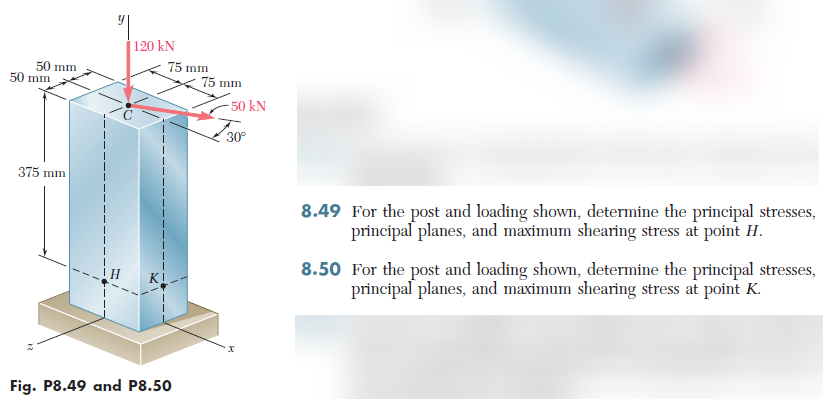 y
120 kN
50 mm
75 mm
50 mm
75 mm
50 kN
C
30°
375 mm
H
K
z
x
Fig. P8.49 and P8.50
8.49 For the post and loading shown, determine the principal stresses,
principal planes, and maximum shearing stress at point H.
8.50 For the post and loading shown, determine the principal stresses,
principal planes, and maximum shearing stress at point K.